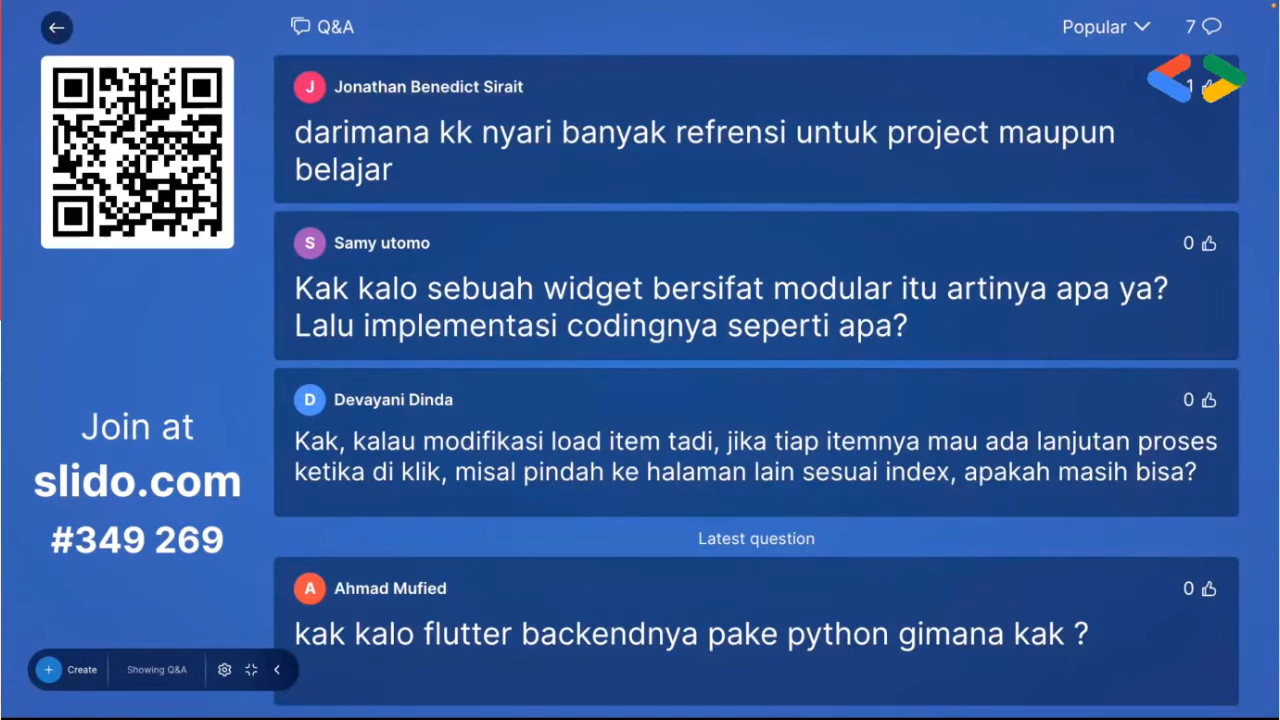 Q&A
Popular
7
J
Jonathan Benedict Sirait
1
darimana kk nyari banyak refrensi untuk project maupun
belajar
S
Samy utomo
0
Kak kalo sebuah widget bersifat modular itu artinya apa ya?
Lalu implementasi codingnya seperti apa?
D
Devayani Dinda
0
Kak, kalau modifikasi load item tadi, jika tiap itemnya mau ada lanjutan proses
ketika di klik, misal pindah ke halaman lain sesuai index, apakah masih bisa?
Latest question
A
Ahmad Mufied
0
kak kalo flutter backendnya pake python gimana kak ?
Join at
slido.com
#349 269
+ Create
Showing Q&A